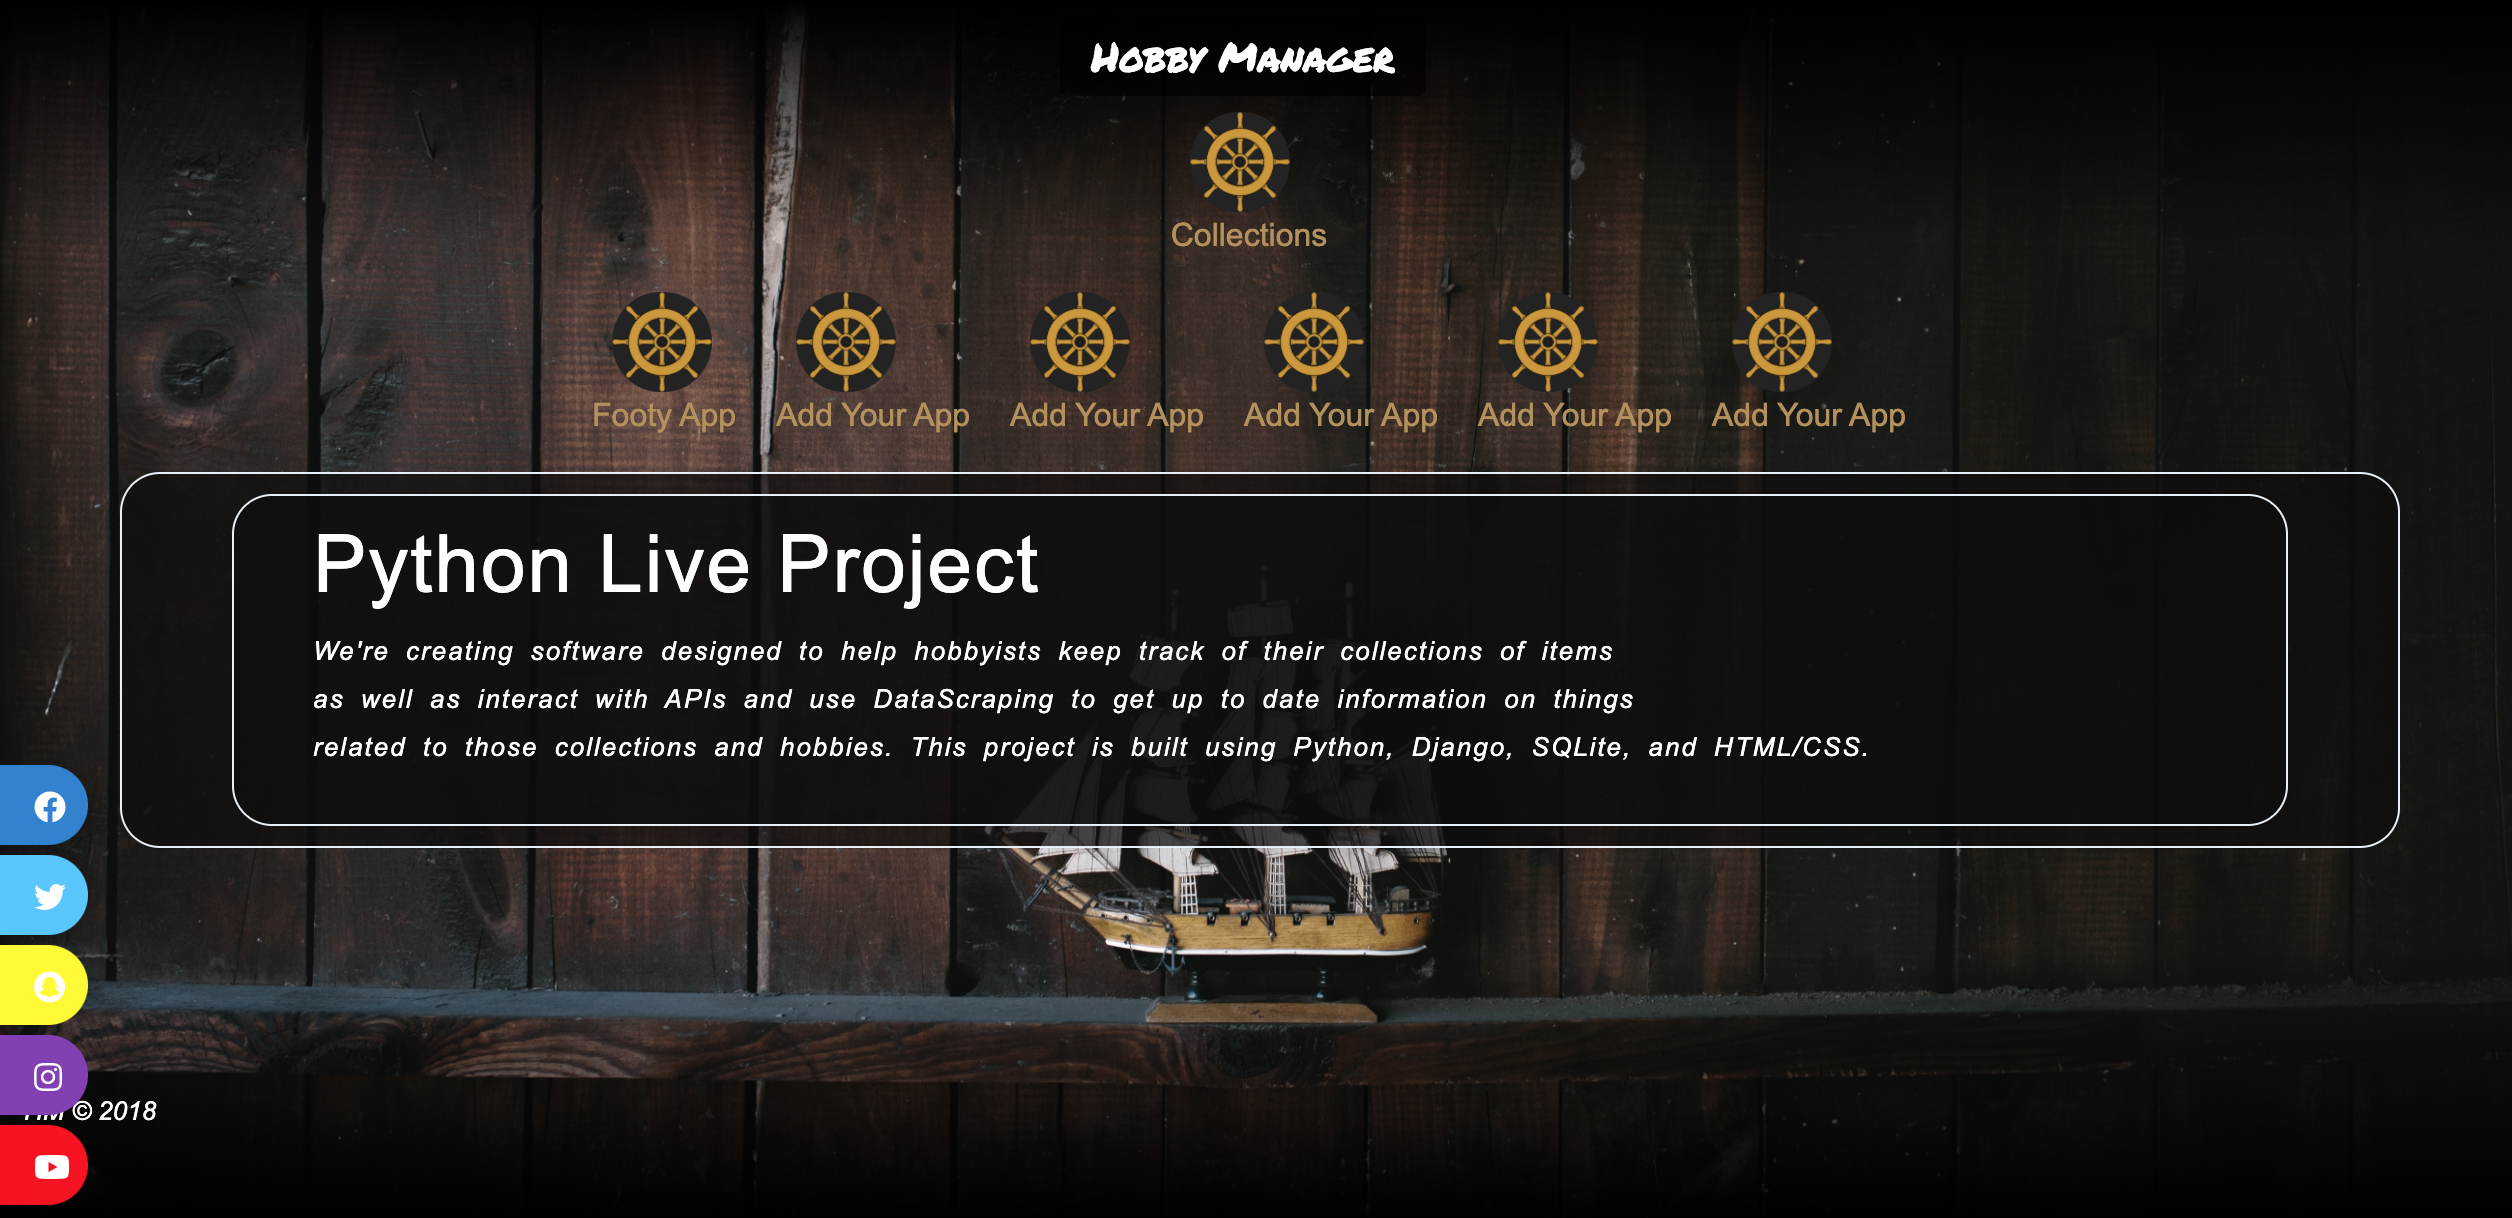 Hobby Manager
Collections
Footy App
Add Your App
Add Your App
Add Your App
Add Your App
Add Your App
Python Live Project
We're creating software designed to help hobbyists keep track of their collections of items
as well as interact with APIs and use DataScraping to get up to date information on things
related to those collections and hobbies. This project is built using Python, Django, SQLite, and HTML/CSS.
© 2018